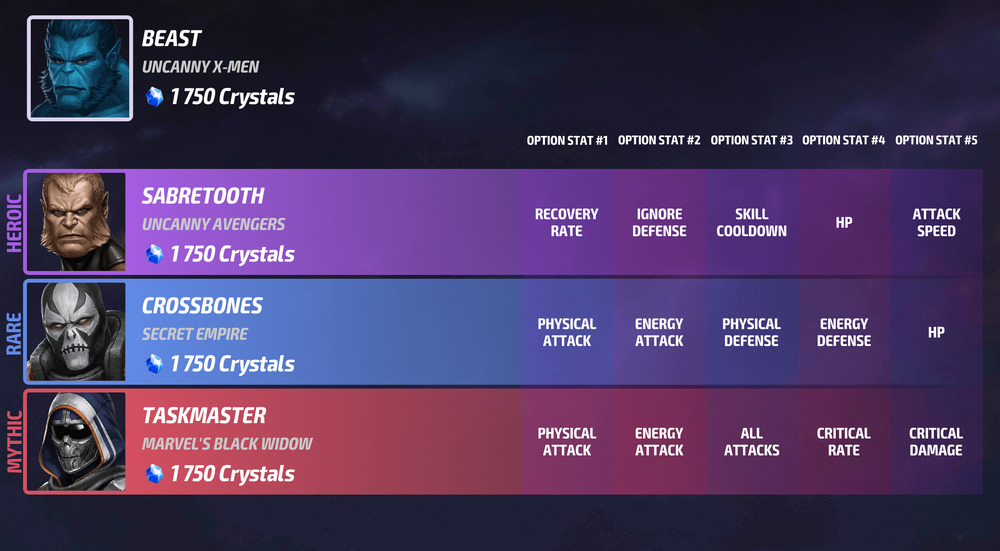 BEAST
UNCANNY X-MEN
1 750 Crystals
OPTION STAT #1 OPTION STAT #2 OPTION STAT #3 OPTION STAT #4 OPTION STAT #5
HEROIC
SABRETOOTH
UNCANNY AVENGERS
1 750 Crystals
RECOVERY
RATE
IGNORE
DEFENSE
SKILL
COOLDOWN
HP
ATTACK
SPEED
RARE
CROSSBONES
SECRET EMPIRE
1 750 Crystals
PHYSICAL
ATTACK
ENERGY
ATTACK
PHYSICAL
DEFENSE
ENERGY
DEFENSE
HP
MYTHIC
TASKMASTER
MARVEL'S BLACK WIDOW
1 750 Crystals
PHYSICAL
ATTACK
ENERGY
ATTACK
ALL
ATTACKS
CRITICAL
RATE
CRITICAL
DAMAGE